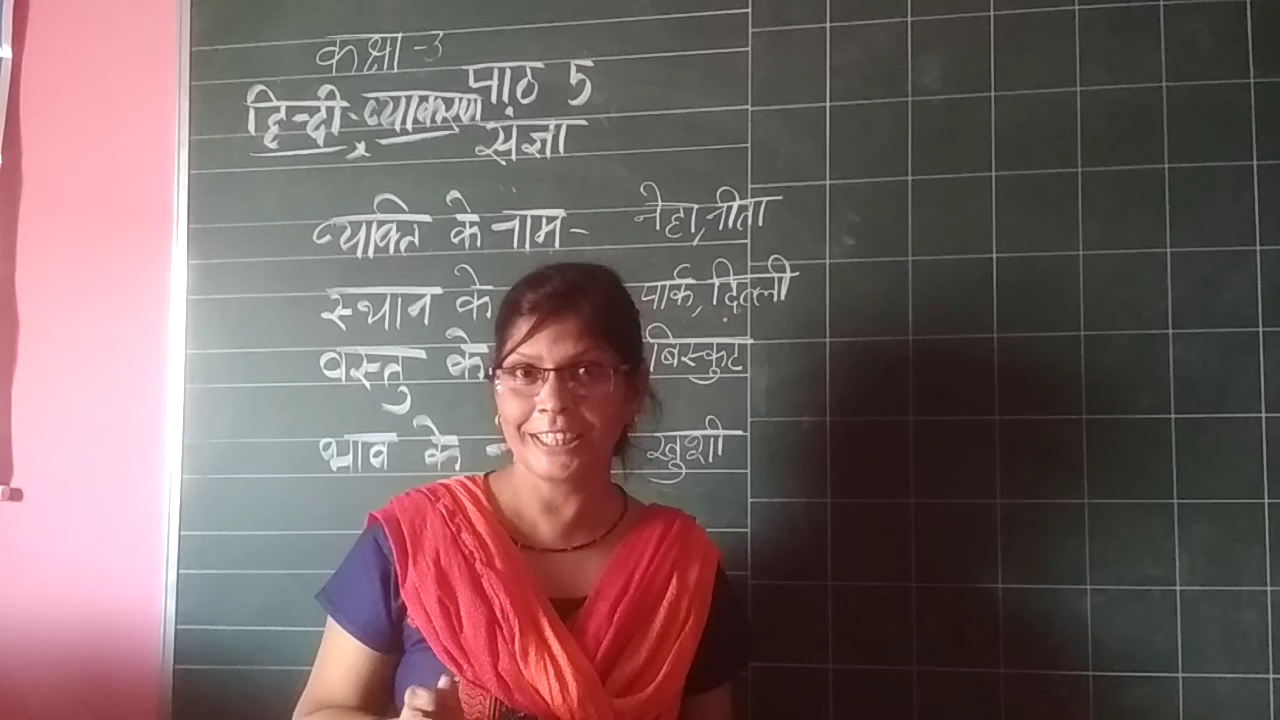 कक्षा -3
हिन्दी - व्याकरण पाठ 5
संज्ञा
व्यक्ति के नाम - नेहा, नीता
स्थान के पार्क, दिल्ली
वस्तु के बिस्कुट
भाव के खुशी